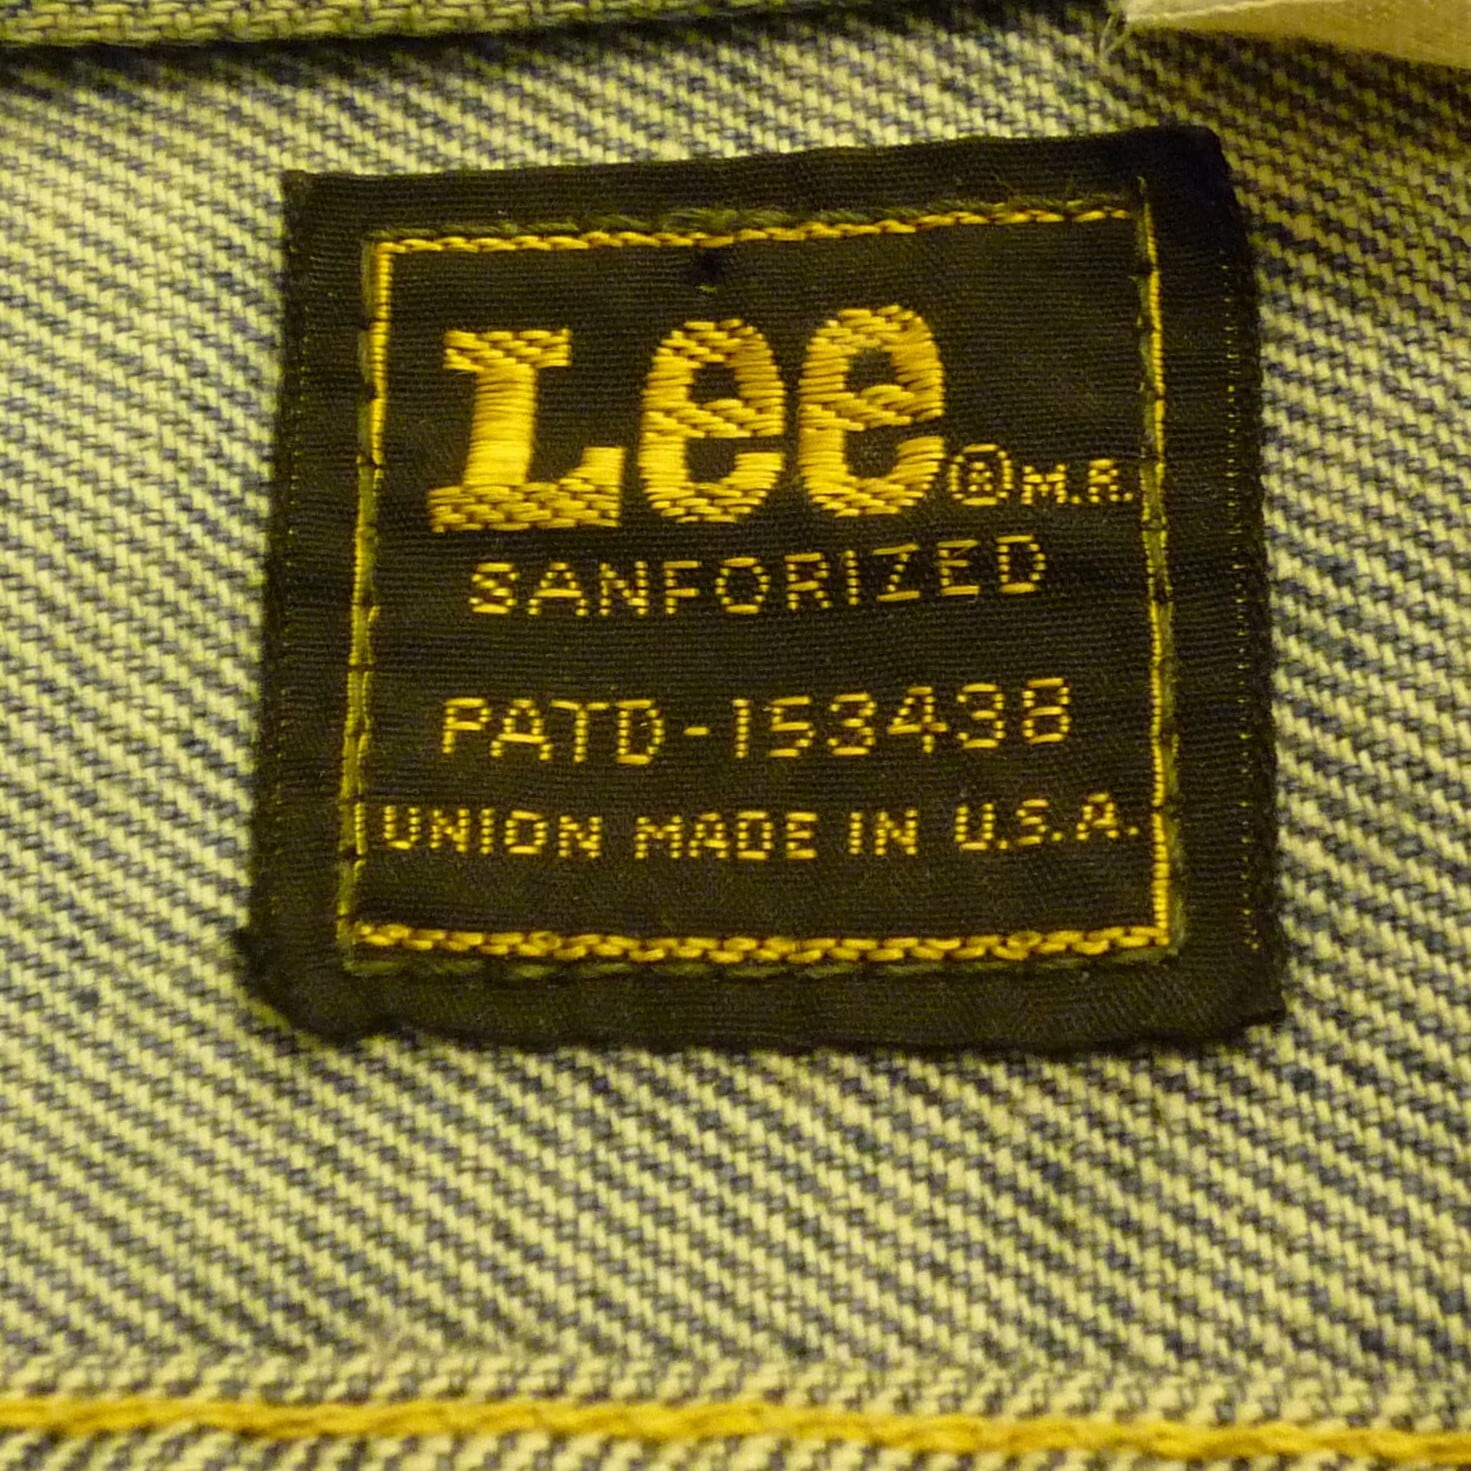 Lee ® M.R.
SANFORIZED
PATD-153438
UNION MADE IN U.S.A.